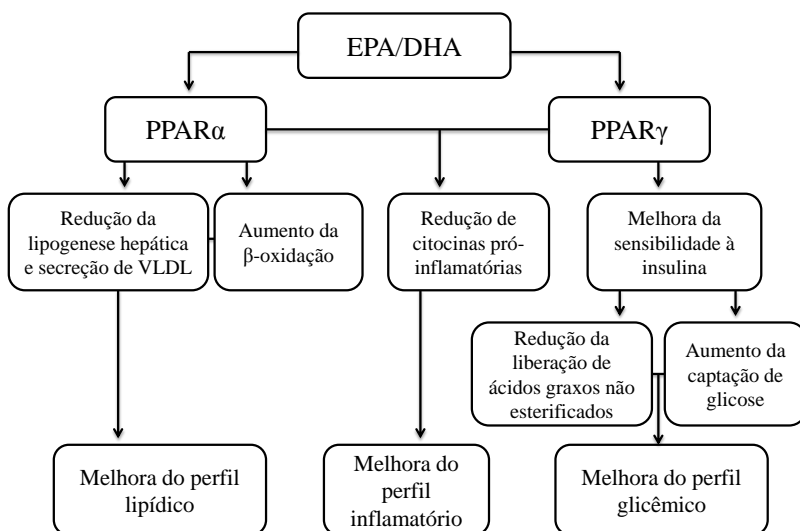 EPA/DHA
PPARα
PPARγ
Redução da
lipogenese hepática
e secreção de VLDL
Aumento da
β-oxidação
Redução de
citocinas pró-
inflamatórias
Melhora da
sensibilidade à
insulina
Redução da
liberação de
ácidos graxos não
esterificados
Aumento da
captação de
glicose
Melhora do perfil
lipídico
Melhora do
perfil
inflamatório
Melhora do perfil
glicêmico